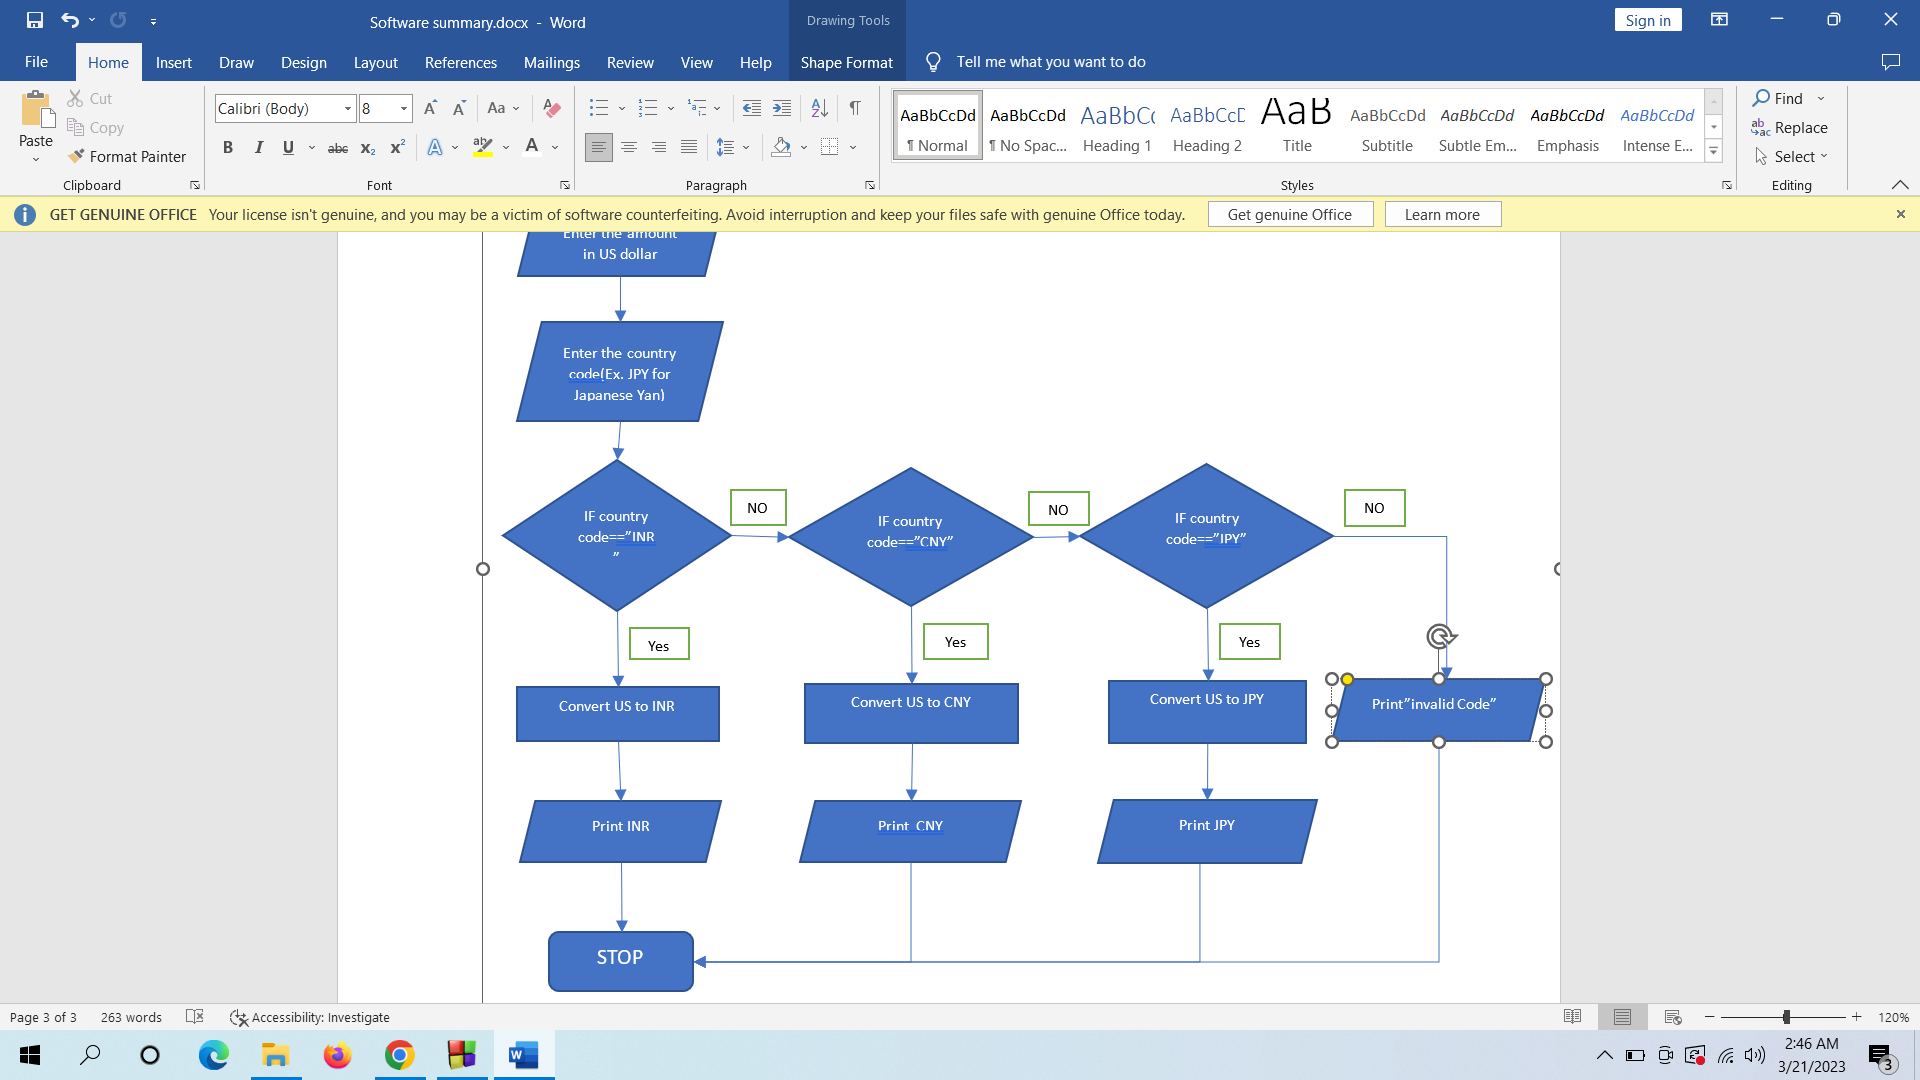 Software summary.docx - Word
Drawing Tools
Sign in
File
Home
Insert
Draw
Design
Layout
References
Mailings
Review
View
Help
Shape Format
Tell me what you want to do
Paste
Cut
Copy
Format Painter
Clipboard
Calibri (Body)
8
Aa
B
I
U
abc
x₂
x²
A
ab
A
Font
Paragraph
AaBbCcDd
¶ Normal
AaBbCcDd
¶ No Spac...
AaBbCc
Heading 1
AaBbCcD
Heading 2
AaB
Title
AaBbCcDd
Subtitle
AaBbCcDd
Subtle Em...
AaBbCcDd
Emphasis
AaBbCcDd
Intense E...
Styles
Find
Replace
Select
Editing
GET GENUINE OFFICE Your license isn't genuine, and you may be a victim of software counterfeiting. Avoid interruption and keep your files safe with genuine Office today.
Get genuine Office
Learn more
Enter the amount
in US dollar
Enter the country
code(Ex. JPY for
Japanese Yan)
IF country
code=="INR
"
NO
IF country
code=="CNY"
NO
IF country
code=="JPY"
NO
Yes
Yes
Yes
Convert US to INR
Convert US to CNY
Convert US to JPY
Print"invalid Code"
Print INR
Print CNY
Print JPY
STOP
Page 3 of 3
263 words
Accessibility: Investigate
120%
2:46 AM
3/21/2023
3